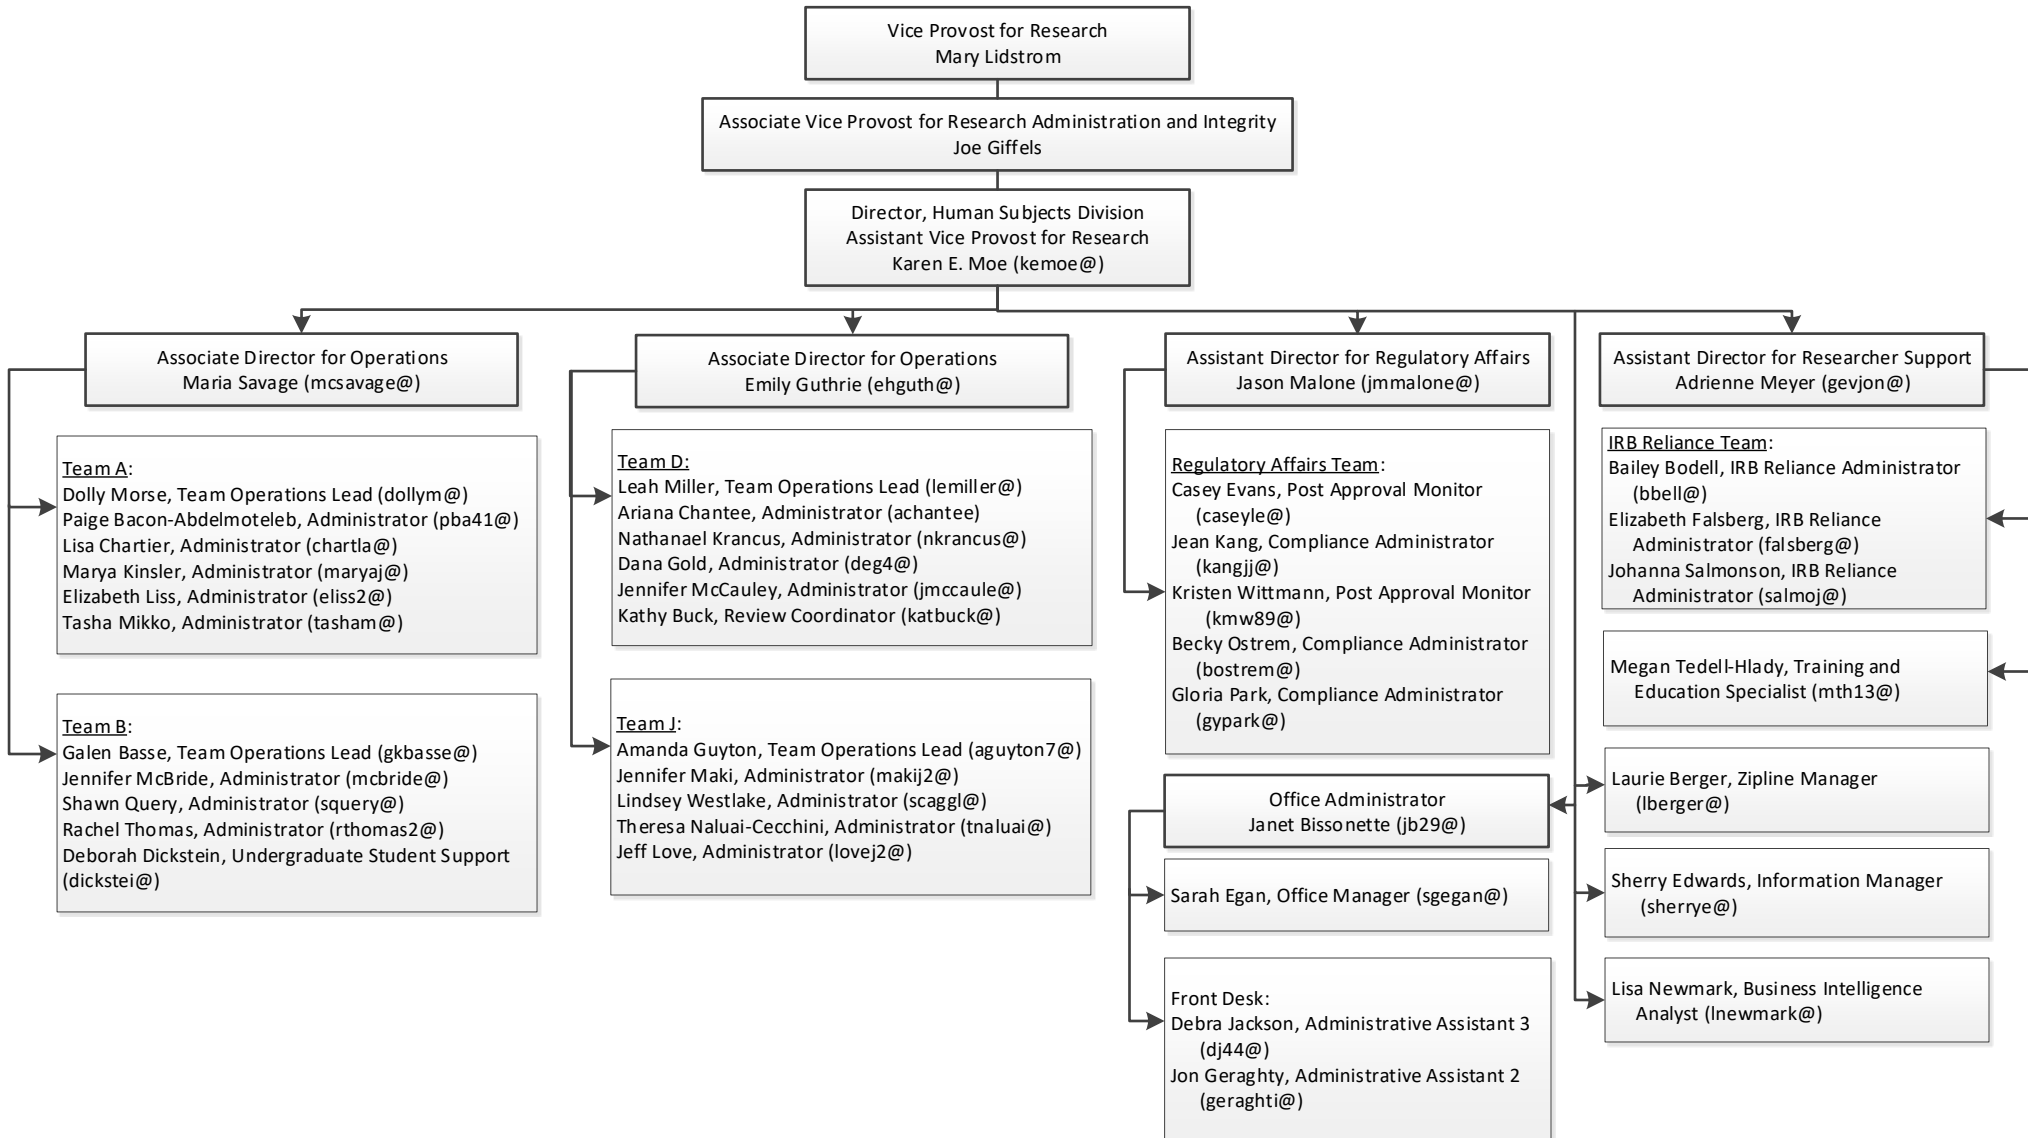 Vice Provost for Research
Mary Lidstrom
Associate Vice Provost for Research Administration and Integrity
Joe Giffels
Director, Human Subjects Division
Assistant Vice Provost for Research
Karen E. Moe (kemoe@)
Associate Director for Operations
Maria Savage (mcsavage@)
Team A:
Dolly Morse, Team Operations Lead (dollym@)
Paige Bacon-Abdelmoteleb, Administrator (pba41@)
Lisa Chartier, Administrator (chartla@)
Marya Kinsler, Administrator (maryaj@)
Elizabeth Liss, Administrator (eliss2@)
Tasha Mikko, Administrator (tasham@)
Team B:
Galen Basse, Team Operations Lead (gkbasse@)
Jennifer McBride, Administrator (mcbride@)
Shawn Query, Administrator (squery@)
Rachel Thomas, Administrator (rthomas2@)
Deborah Dickstein, Undergraduate Student Support
(dickstei@)
Associate Director for Operations
Emily Guthrie (ehguth@)
Team D:
Leah Miller, Team Operations Lead (lemiller@)
Ariana Chantee, Administrator (achantee)
Nathanael Krancus, Administrator (nkrancus@)
Dana Gold, Administrator (deg4@)
Jennifer McCauley, Administrator (jmccaule@)
Kathy Buck, Review Coordinator (katbuck@)
Team J:
Amanda Guyton, Team Operations Lead (aguyton7@)
Jennifer Maki, Administrator (makij2@)
Lindsey Westlake, Administrator (scaggl@)
Theresa Naluai-Cecchini, Administrator (tnaluai@)
Jeff Love, Administrator (lovej2@)
Assistant Director for Regulatory Affairs
Jason Malone (jmmalone@)
Regulatory Affairs Team:
Casey Evans, Post Approval Monitor
(caseyle@)
Jean Kang, Compliance Administrator
(kangjj@)
Kristen Wittmann, Post Approval Monitor
(kmw89@)
Becky Ostrem, Compliance Administrator
(bostrem@)
Gloria Park, Compliance Administrator
(gypark@)
Office Administrator
Janet Bissonette (jb29@)
Sarah Egan, Office Manager (sgegan@)
Front Desk:
Debra Jackson, Administrative Assistant 3
(dj44@)
Jon Geraghty, Administrative Assistant 2
(geraghti@)
Assistant Director for Researcher Support
Adrienne Meyer (gevjon@)
IRB Reliance Team:
Bailey Bodell, IRB Reliance Administrator
(bbell@)
Elizabeth Falsberg, IRB Reliance
Administrator (falsberg@)
Johanna Salmonson, IRB Reliance
Administrator (salmoj@)
Megan Tedell-Hlady, Training and
Education Specialist (mth13@)
Laurie Berger, Zipline Manager
(lberger@)
Sherry Edwards, Information Manager
(sherrye@)
Lisa Newmark, Business Intelligence
Analyst (lnewmark@)